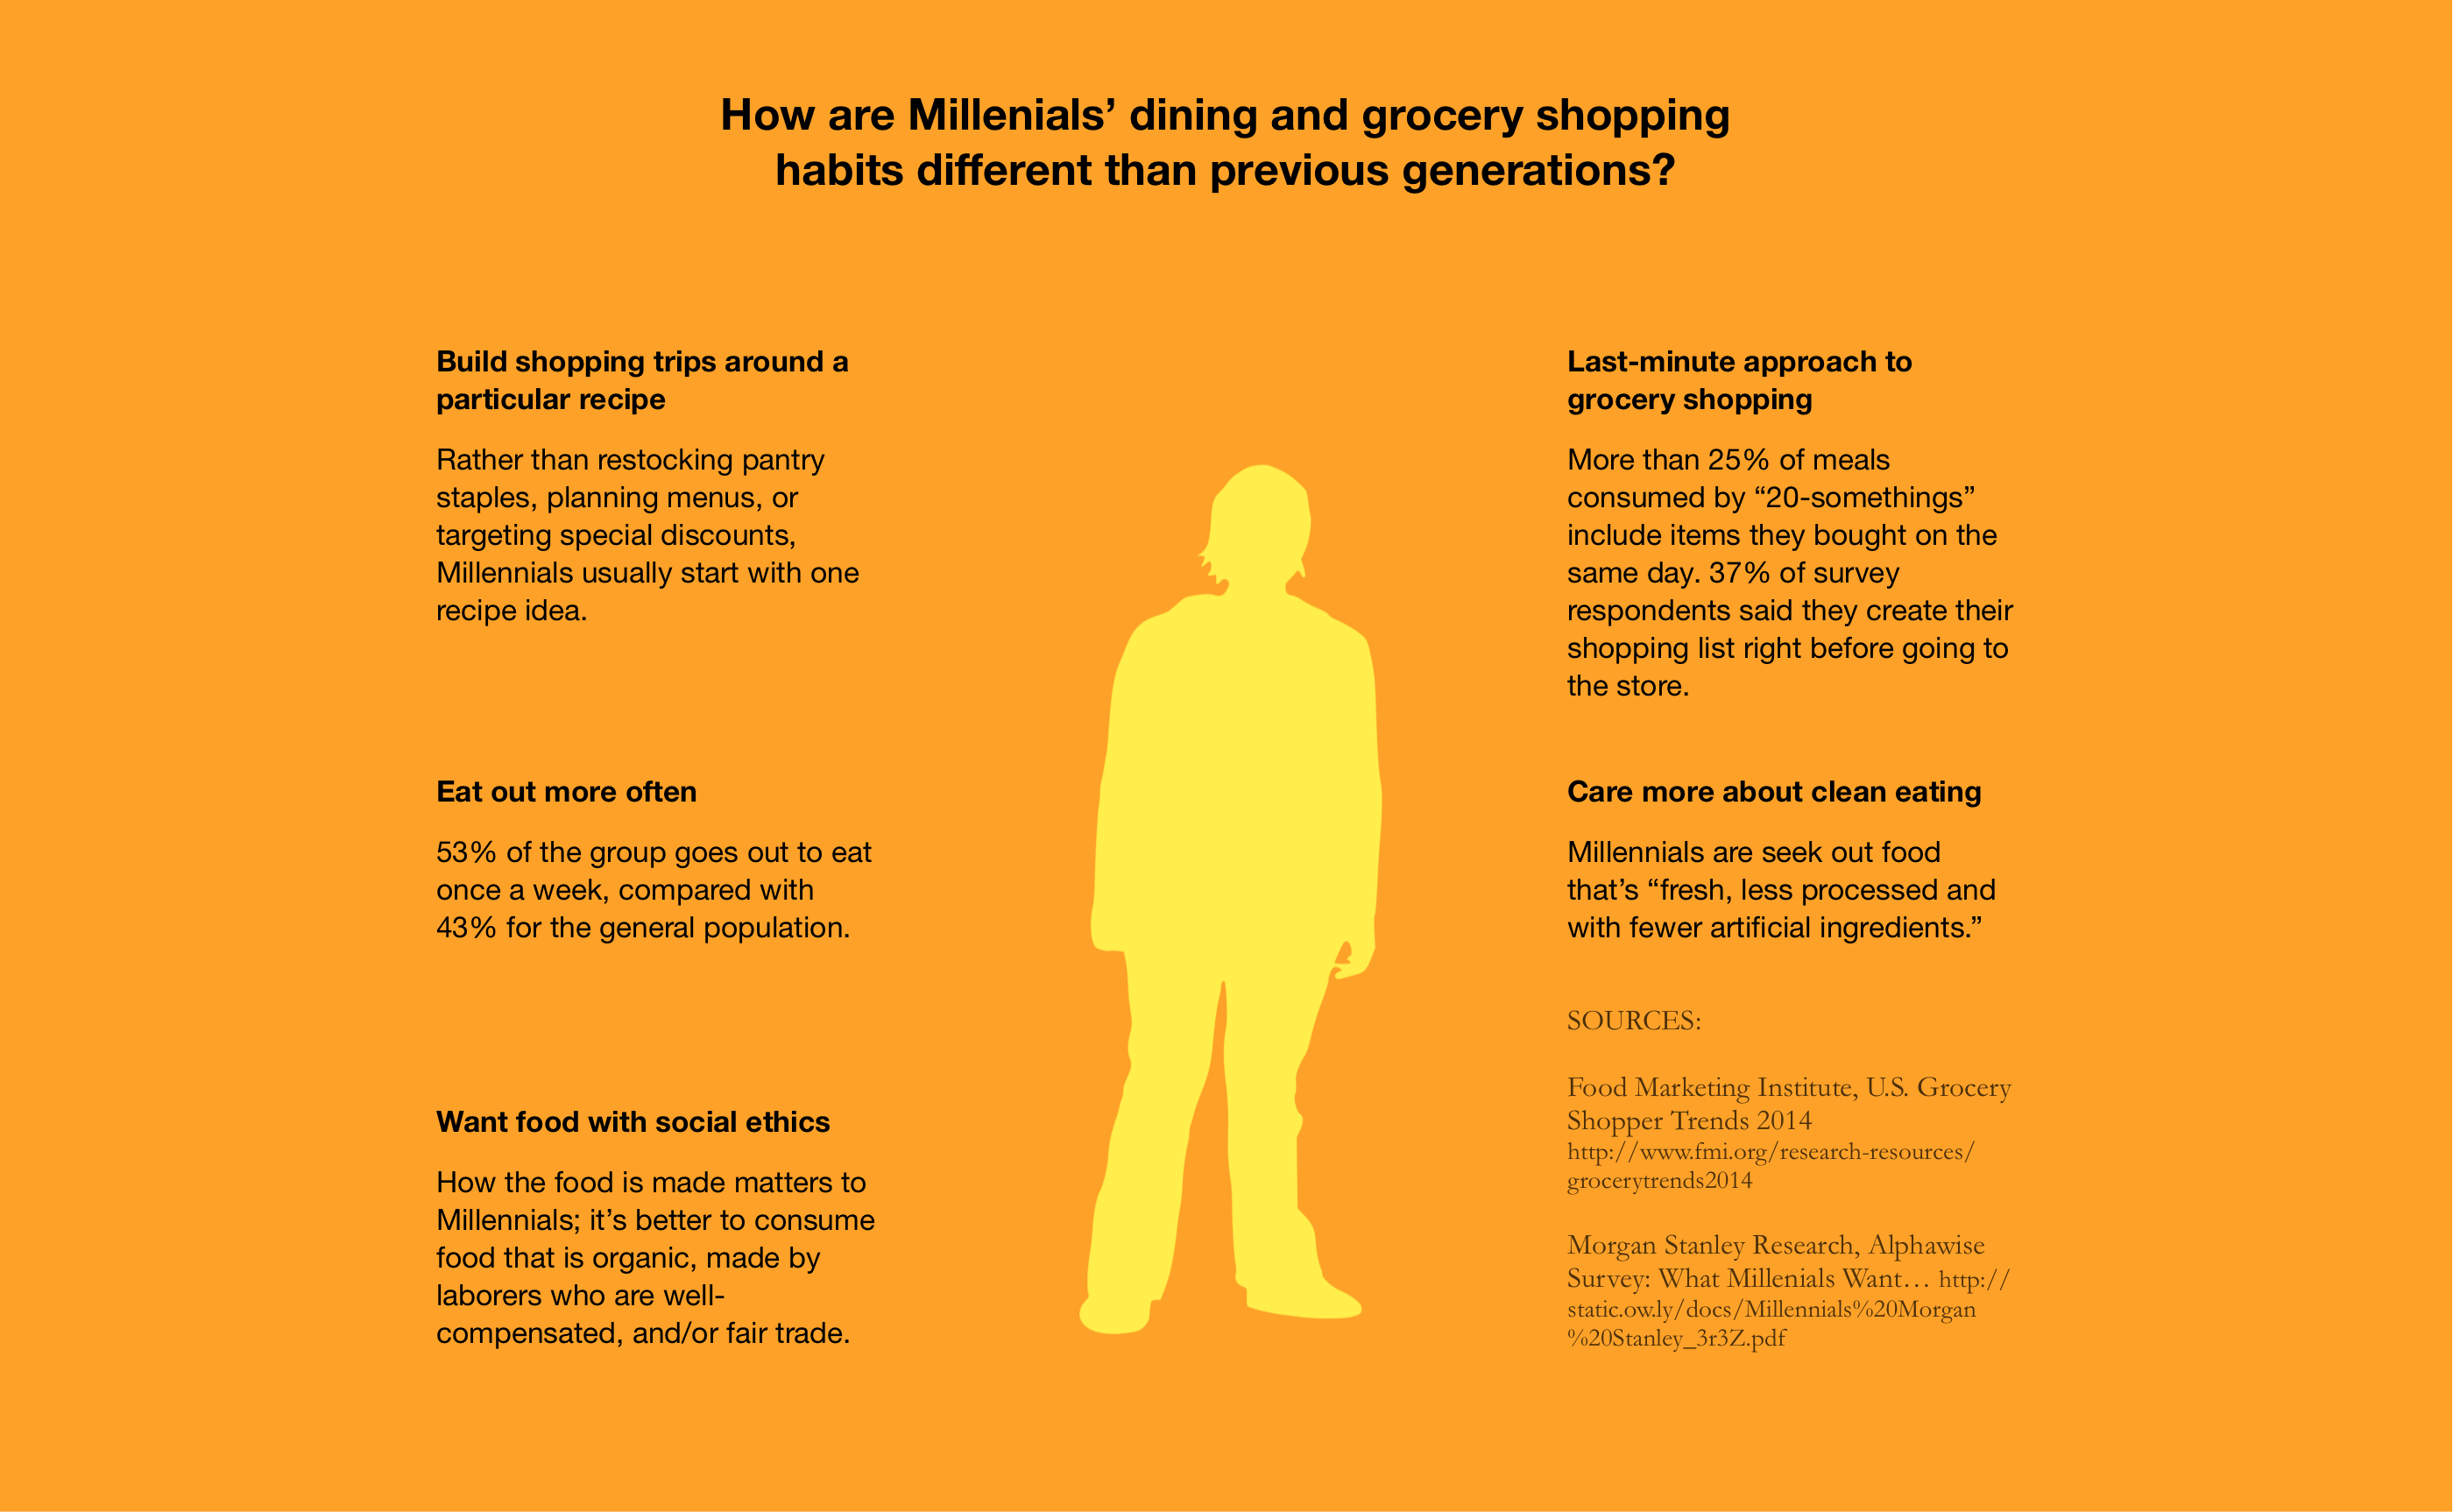 How are Millenials’ dining and grocery shopping
habits different than previous generations?
Build shopping trips around a
particular recipe
Rather than restocking pantry
staples, planning menus, or
targeting special discounts,
Millennials usually start with one
recipe idea.
Eat out more often
53% of the group goes out to eat
once a week, compared with
43% for the general population.
Want food with social ethics
How the food is made matters to
Millennials; it’s better to consume
food that is organic, made by
laborers who are well-
compensated, and/or fair trade.
Last-minute approach to
grocery shopping
More than 25% of meals
consumed by “20-somethings”
include items they bought on the
same day. 37% of survey
respondents said they create their
shopping list right before going to
the store.
Care more about clean eating
Millennials are seek out food
that’s “fresh, less processed and
with fewer artificial ingredients.”
SOURCES:
Food Marketing Institute, U.S. Grocery
Shopper Trends 2014
http://www.fmi.org/research-resources/
grocerytrends2014
Morgan Stanley Research, Alphawise
Survey: What Millenials Want… http://
static.ow.ly/docs/Millennials%20Morgan
%20Stanley_3r3Z.pdf